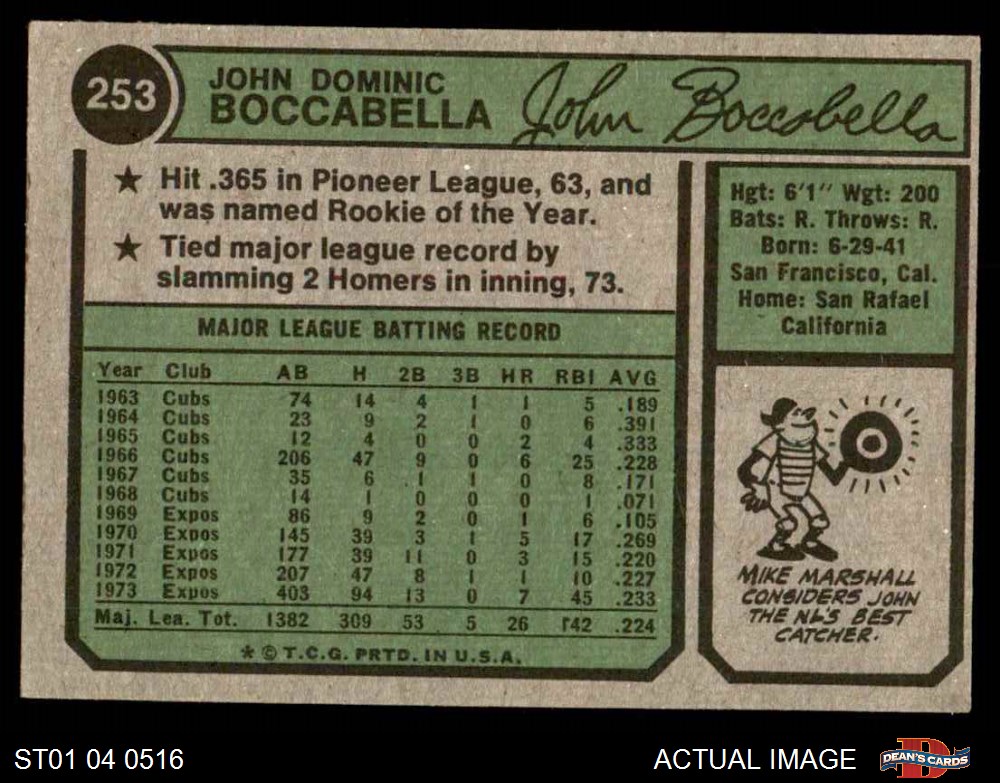 253
JOHN DOMINIC
BOCCABELLA
John Boccabella
★ Hit .365 in Pioneer League, 63, and
was named Rookie of the Year.
★ Tied major league record by
slamming 2 Homers in inning, 73.
Hgt: 6'1" Wgt: 200
Bats: R. Throws: R.
Born: 6-29-41
San Francisco, Cal.
Home: San Rafael
California
MAJOR LEAGUE BATTING RECORD
Year Club AB H 2B 3B HR RBI AVG
1963 Cubs 74 14 4 1 1 5 .189
1964 Cubs 23 9 2 1 0 6 .391
1965 Cubs 12 4 0 0 2 4 .333
1966 Cubs 206 47 9 0 6 25 .228
1967 Cubs 35 6 1 1 0 8 .171
1968 Cubs 14 1 0 0 0 1 .071
1969 Expos 86 9 2 0 1 6 .105
1970 Expos 145 39 3 1 5 17 .269
1971 Expos 177 39 11 0 3 15 .220
1972 Expos 207 47 8 1 1 10 .227
1973 Expos 403 94 13 0 7 45 .233
Maj. Lea. Tot. 1382 309 53 5 26 142 .224
* © T.C.G. PRTD. IN U.S.A.
MIKE MARSHALL
CONSIDERS JOHN
THE NL'S BEST
CATCHER.
ST01 04 0516
ACTUAL IMAGE
D
DEAN'S CARDS